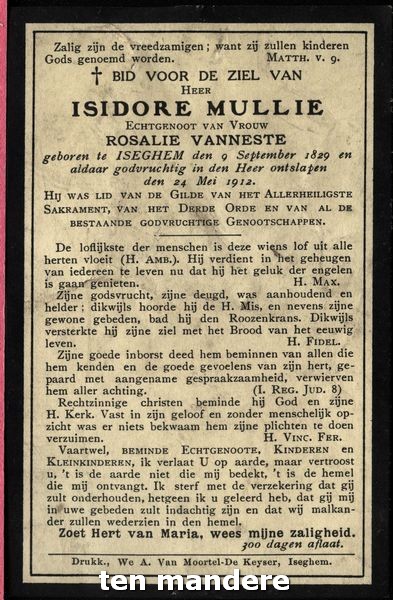 Zalig zijn de vreedzamigen; want zij zullen kinderen
Gods genoemd worden. MATTH. V. 9.
† BID VOOR DE ZIEL VAN
HEER
ISIDORE MULLIE
ECHTGENOOT VAN VROUW
ROSALIE VANNESTE
geboren te ISEGHEM den 9 September 1829 en
aldaar godvruchtig in den Heer ontslapen
den 24 Mei 1912.
HIJ WAS LID VAN DE GILDE VAN HET ALLERHEILIGSTE
SAKRAMENT, VAN HET DERDE ORDE EN VAN AL DE
BESTAANDE GODVRUCHTIGE GENOOTSCHAPPEN.
De loflijkste der menschen is deze wiens lof uit alle
herten vloeit (H. AMB.). Hij verdient in het geheugen
van iedereen te leven nu dat hij het geluk der engelen
is gaan genieten. H. MAX.
Zijne godsvrucht, zijne deugd, was aanhoudend en
helder; dikwijls hoorde hij de H. Mis, en nevens zijne
gewone gebeden, bad hij den Roozenkrans. Dikwijls
versterkte hij zijne ziel met het Brood van het eeuwig
leven. H. FIDEL.
Zijne goede inborst deed hem beminnen van allen die
hem kenden en de goede gevoelens van zijn hert, ge-
paard met aangename gespraakzaamheid, verwierven
hem aller achting. (I. REG. JUD. 8)
Rechtzinnige christen beminde hij God en zijne
H. Kerk. Vast in zijn geloof en zonder menschelijk op-
zicht was er niets bekwaam hem zijne plichten te doen
verzuimen. H. VINC. FER.
Vaartwel, BEMINDE ECHTGENOOTE, KINDEREN en
KLEINKINDEREN, ik verlaat U op aarde, maar vertroost
u, 't is de aarde niet die mij bedekt, 't is de hemel
die mij ontvangt. Ik sterf met de verzekering dat gij
zult onderhouden, hetgeen ik u geleerd heb, dat gij mij
in uwe gebeden zult indachtig zijn en dat wij malkan-
der zullen wederzien in den hemel.
Zoet Hert van Maria, wees mijne zaligheid.
300 dagen aflaat.
Drukk., We A. Van Moortel-De Keyser, Iseghem.
ten mandere